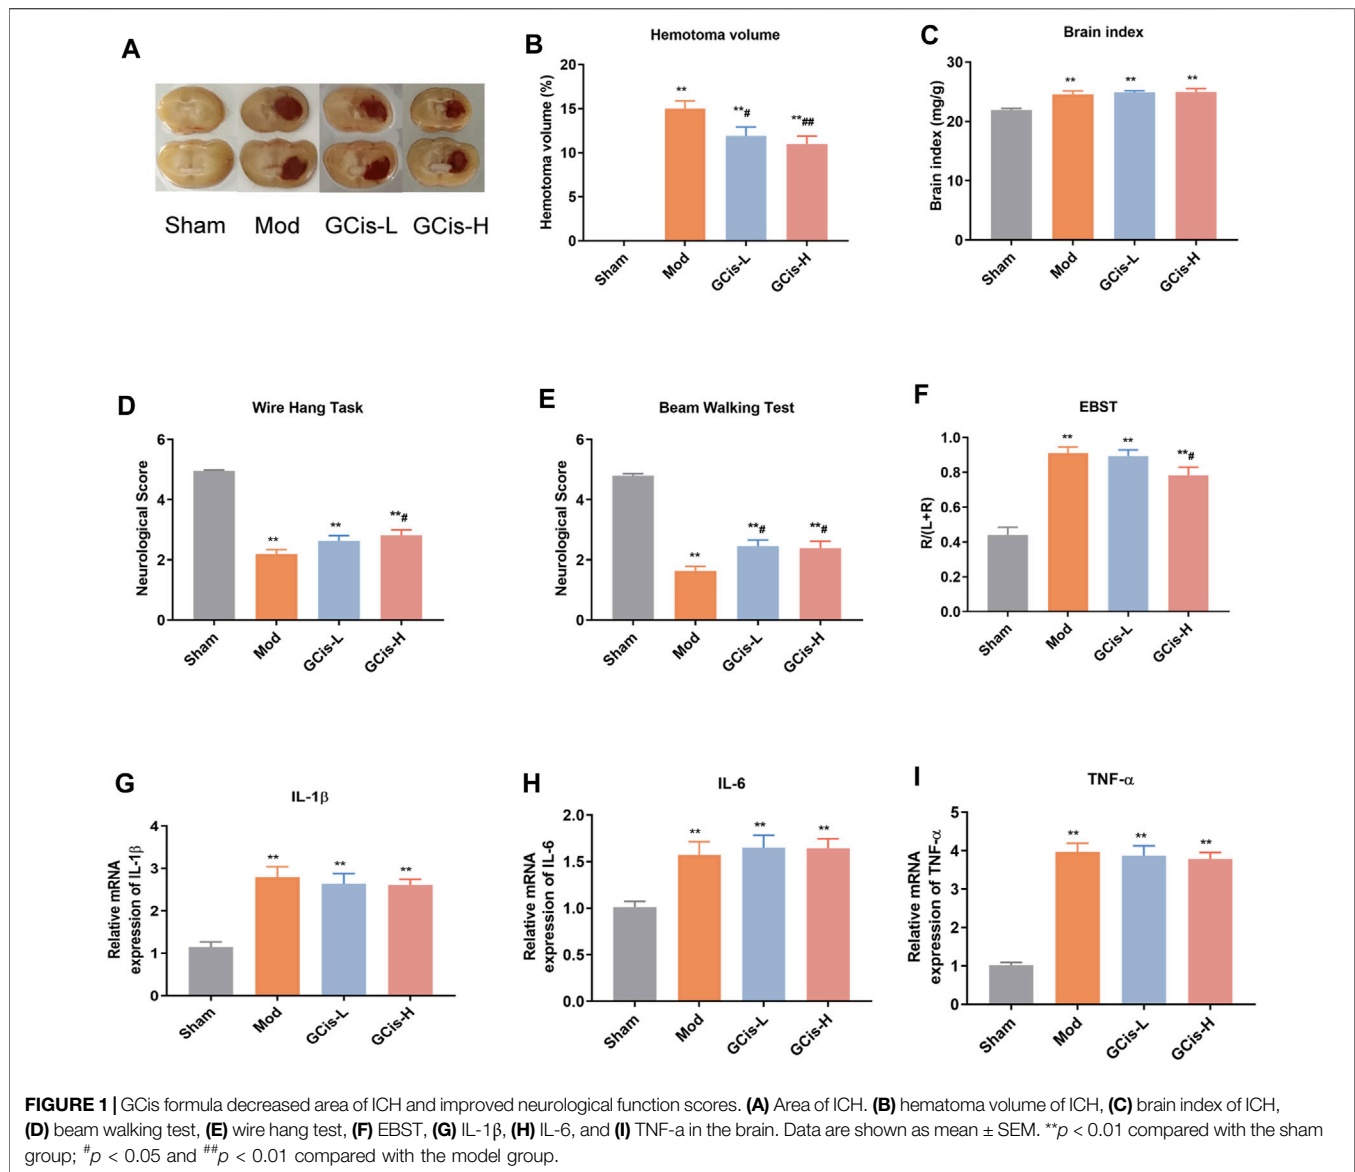 A
Sham Mod GCis-L GCis-H
B
Hemotoma volume
Hemotoma volume (%)
20
15
10
5
0
**
**#
**##
Sham
Mod
GCis-L
GCis-H
C
Brain index
Brain index (mg/g)
30
20
10
0
**
**
**
Sham
Mod
GCis-L
GCis-H
D
Wire Hang Task
Neurological Score
6
4
2
0
**
**
**#
Sham
Mod
GCis-L
GCis-H
E
Beam Walking Test
Neurological Score
6
4
2
0
**
**#
**#
Sham
Mod
GCis-L
GCis-H
F
EBST
R/(L+R)
1.0
0.8
0.6
0.4
0.2
0.0
**
**
**#
Sham
Mod
GCis-L
GCis-H
G
IL-1β
Relative mRNA
expression of IL-1β
4
3
2
1
0
**
**
**
Sham
Mod
GCis-L
GCis-H
H
IL-6
Relative mRNA
expression of IL-6
2.0
1.5
1.0
0.5
0.0
**
**
**
Sham
Mod
GCis-L
GCis-H
I
TNF-α
Relative mRNA
expression of TNF-α
5
4
3
2
1
0
**
**
**
Sham
Mod
GCis-L
GCis-H
FIGURE 1 | GCis formula decreased area of ICH and improved neurological function scores. (A) Area of ICH. (B) hematoma volume of ICH, (C) brain index of ICH,
(D) beam walking test, (E) wire hang test, (F) EBST, (G) IL-1β, (H) IL-6, and (I) TNF-a in the brain. Data are shown as mean ± SEM. **p < 0.01 compared with the sham
group; #p < 0.05 and ##p < 0.01 compared with the model group.